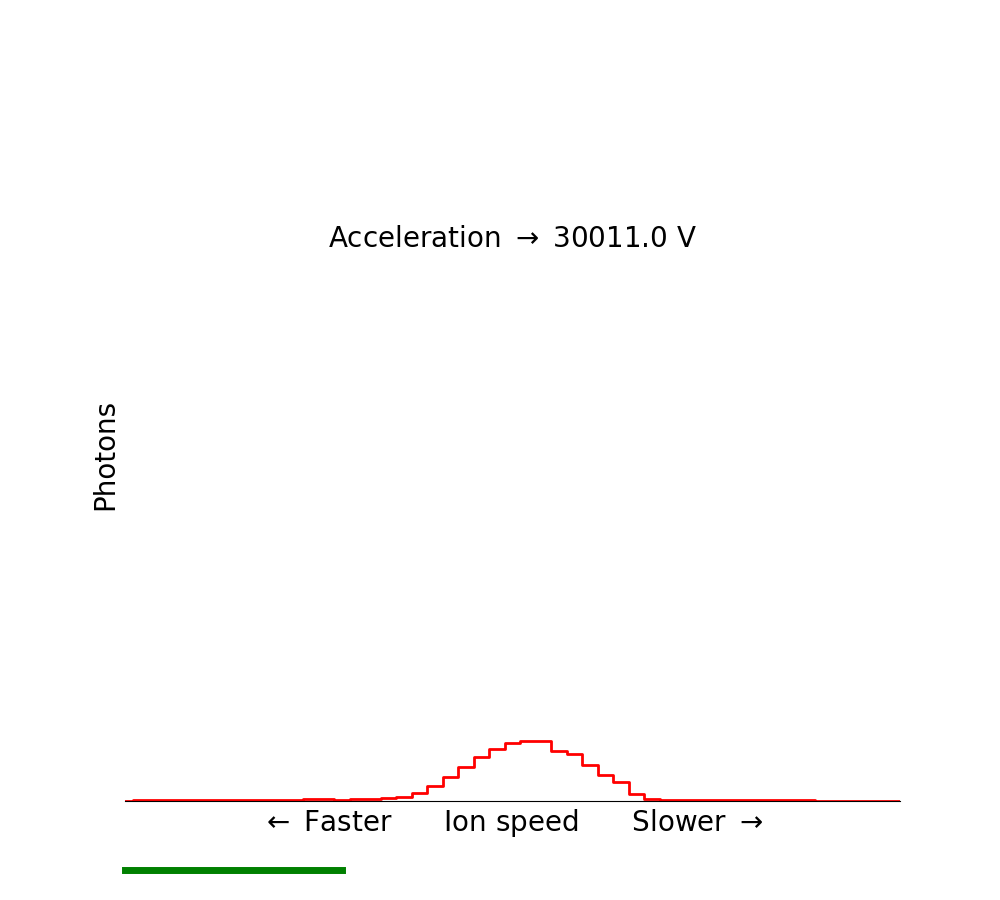 Acceleration → 30011.0 V
Photons
← Faster Ion speed Slower →